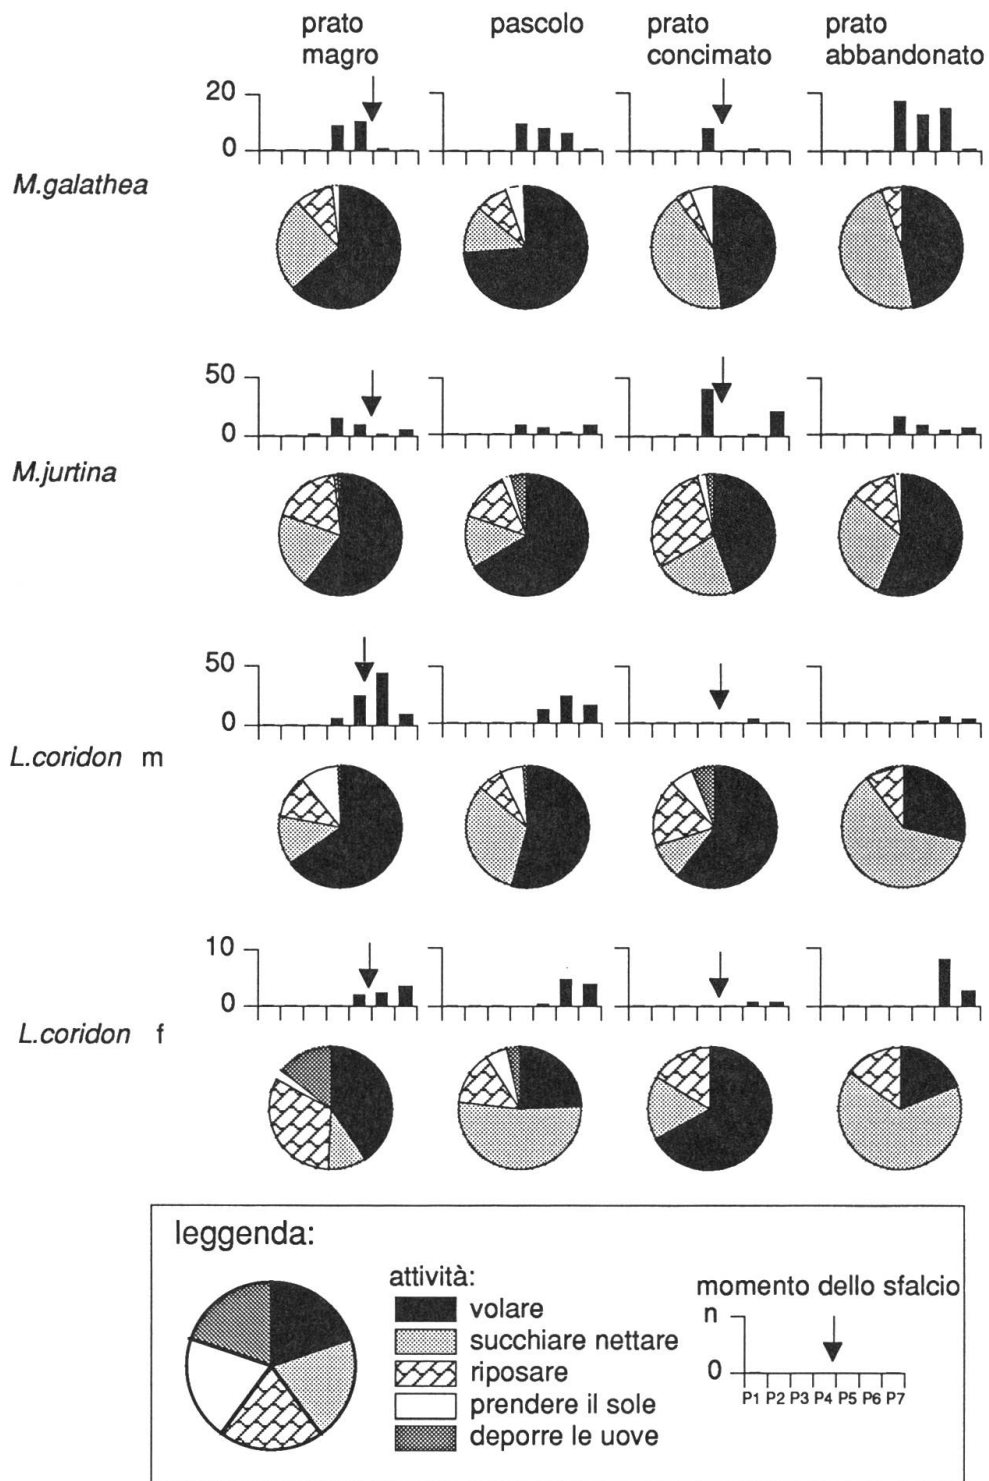 prato magro
pascolo
prato concimato
prato abbandonato
20
0
M.galathea
50
0
M.jurtina
50
0
L.coridon m
10
0
L.coridon f
leggenda:
attività:
volare
succhiare nettare
riposare
prendere il sole
deporre le uove
momento dello sfalcio
n
0
P1 P2 P3 P4 P5 P6 P7